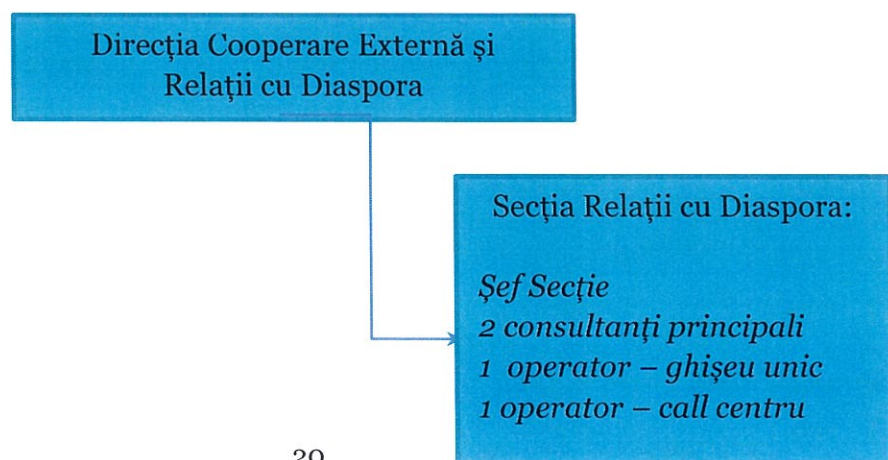 Direcția Cooperare Externă și
Relații cu Diaspora
Secția Relații cu Diaspora:
Șef Secție
2 consultanți principali
1 operator – ghișeu unic
1 operator – call centru